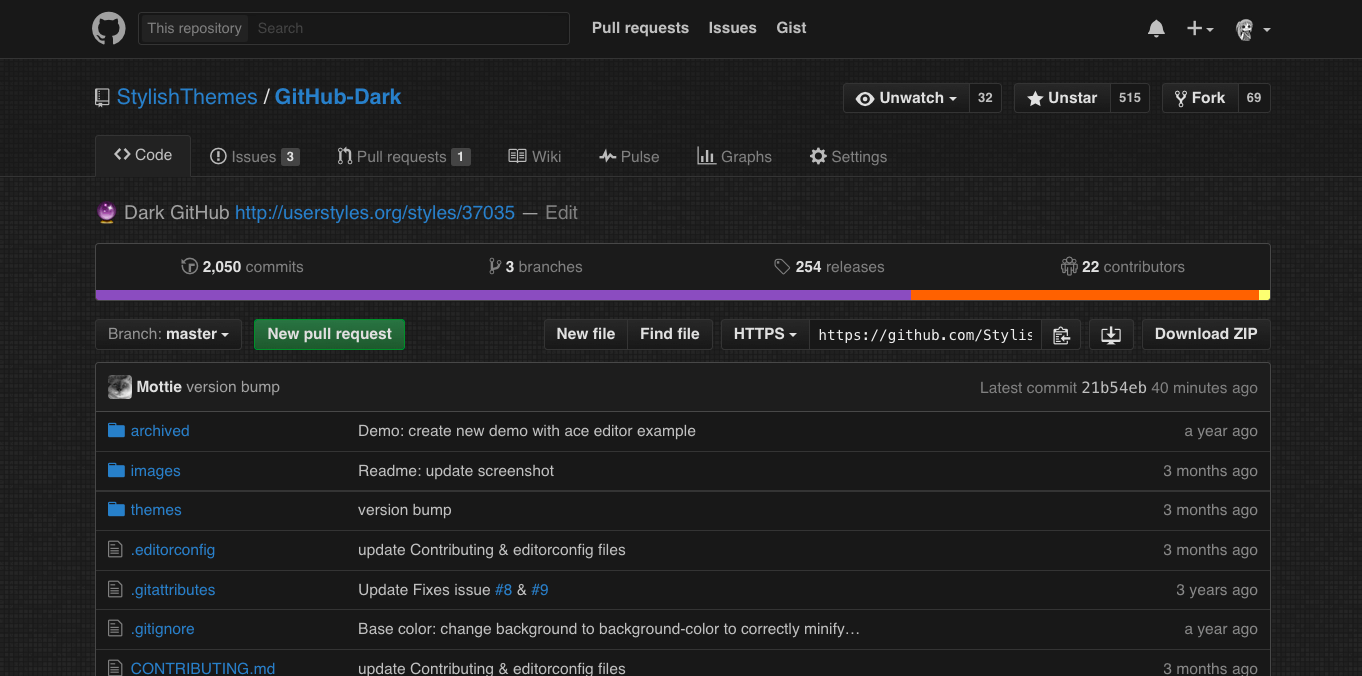 This repository Search Pull requests Issues Gist
StylishThemes / GitHub-Dark Unwatch 32 Unstar 515 Fork 69
Code Issues 3 Pull requests 1 Wiki Pulse Graphs Settings
Dark GitHub http://userstyles.org/styles/37035 — Edit
2,050 commits 3 branches 254 releases 22 contributors
Branch: master New pull request New file Find file HTTPS https://github.com/Stylis Download ZIP
Mottie version bump Latest commit 21b54eb 40 minutes ago
archived Demo: create new demo with ace editor example a year ago
images Readme: update screenshot 3 months ago
themes version bump 3 months ago
.editorconfig update Contributing & editorconfig files 3 months ago
.gitattributes Update Fixes issue #8 & #9 3 years ago
.gitignore Base color: change background to background-color to correctly minify… a year ago
CONTRIBUTING.md update Contributing & editorconfig files 3 months ago